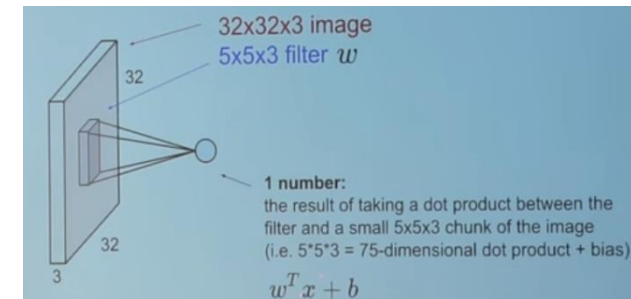 32x32x3 image
5x5x3 filter w
32
1 number:
the result of taking a dot product between the
filter and a small 5x5x3 chunk of the image
(i.e. 5*5*3 = 75-dimensional dot product + bias)
32
3
wᵀx + b